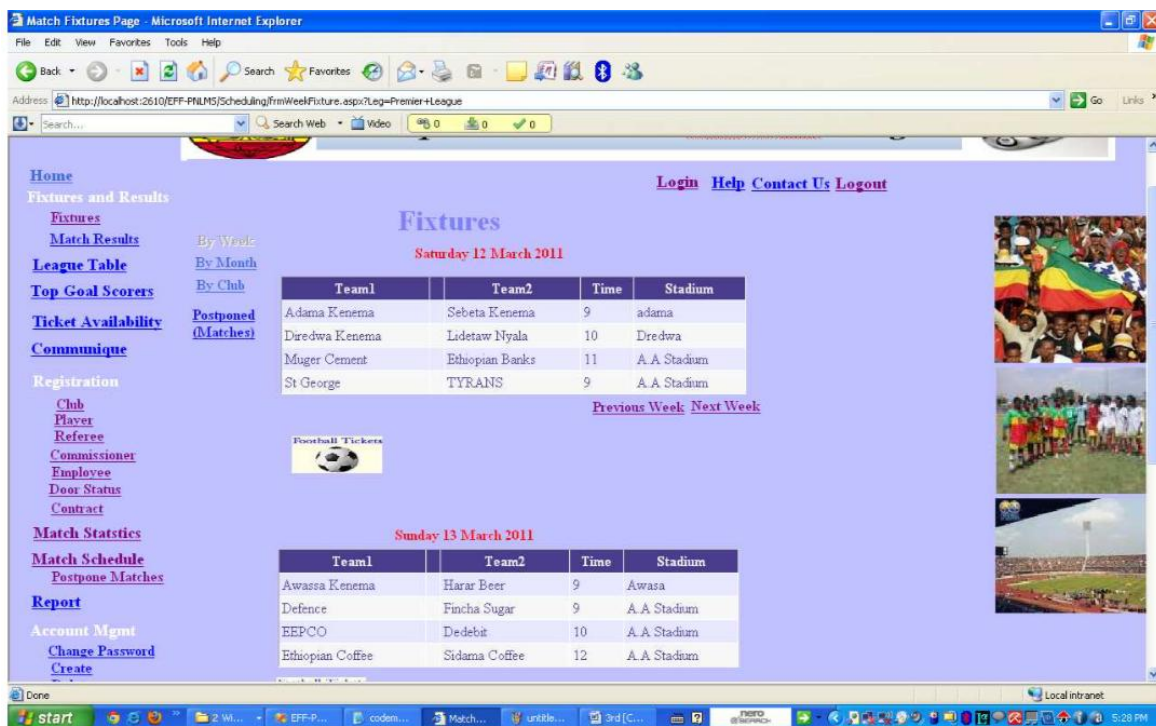 Match Fixtures Page - Microsoft Internet Explorer
File Edit View Favorites Tools Help
Back Search Favorites
Address http://localhost:2610/EFF-PNLMS/Scheduling/frmWeekFixture.aspx?Leg=Premier+League Go Links
Search... Search Web Video 0 0 0
Login Help Contact Us Logout
Home
Fixtures and Results
Fixtures
Match Results
League Table
Top Goal Scorers
Ticket Availability
Communique
Registration
Club
Player
Referee
Commissioner
Employee
Door Status
Contract
Match Statstics
Match Schedule
Postpone Matches
Report
Account Mgmt
Change Password
Create
By Week
By Month
By Club
Postponed
(Matches)
Fixtures
Saturday 12 March 2011
Team1 Team2 Time Stadium
Adama Kenema Sebeta Kenema 9 adama
Diredwa Kenema Lidetaw Nyala 10 Dredwa
Muger Cement Ethiopian Banks 11 A.A Stadium
St George TYRANS 9 A.A Stadium
Previous Week Next Week
Football Tickets
Sunday 13 March 2011
Team1 Team2 Time Stadium
Awassa Kenema Harar Beer 9 Awasa
Defence Fincha Sugar 9 A.A Stadium
EEPCO Dedebit 10 A.A Stadium
Ethiopian Coffee Sidama Coffee 12 A.A Stadium
Done Local intranet
start 2 Wi... EFF-P... codem... Match... untitle... 3rd [C... nero 5:28 PM